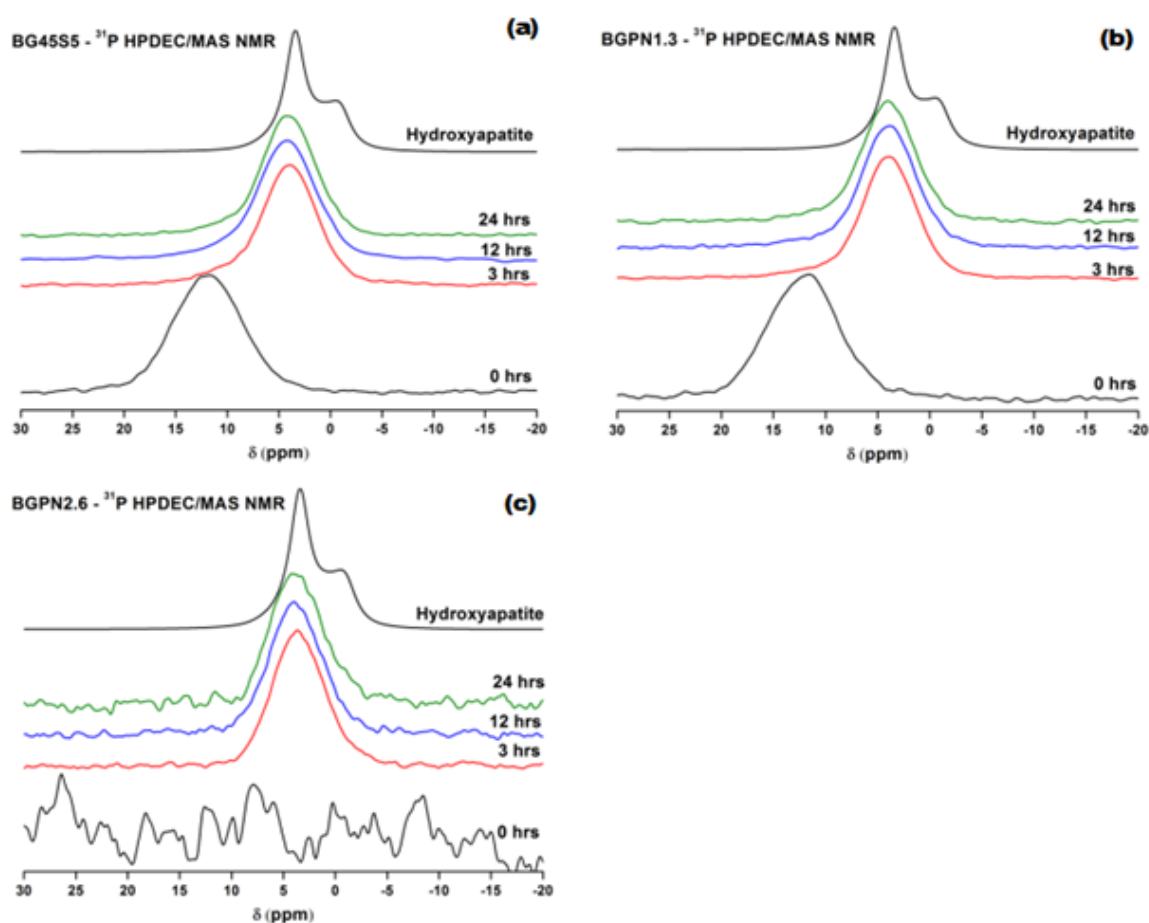 BG45S5 - ³¹P HPDEC/MAS NMR
(a)
Hydroxyapatite
24 hrs
12 hrs
3 hrs
0 hrs
30 25 20 15 10 5 0 -5 -10 -15 -20
δ (ppm)
BGPN1.3 - ³¹P HPDEC/MAS NMR
(b)
Hydroxyapatite
24 hrs
12 hrs
3 hrs
0 hrs
30 25 20 15 10 5 0 -5 -10 -15 -20
δ (ppm)
BGPN2.6 - ³¹P HPDEC/MAS NMR
(c)
Hydroxyapatite
24 hrs
12 hrs
3 hrs
0 hrs
30 25 20 15 10 5 0 -5 -10 -15 -20
δ (ppm)